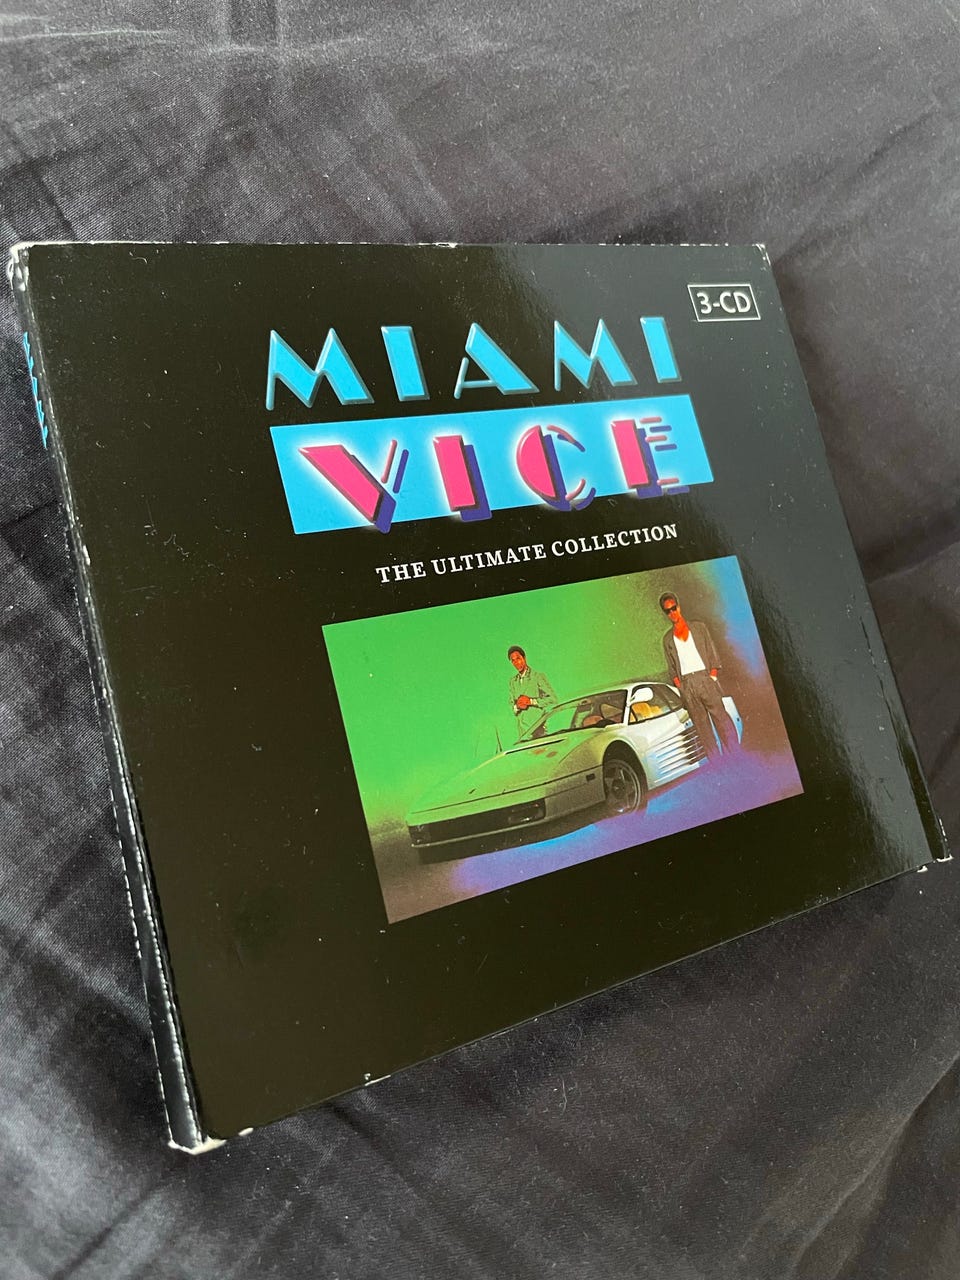 3-CD
MIAMI
VICE
THE ULTIMATE COLLECTION